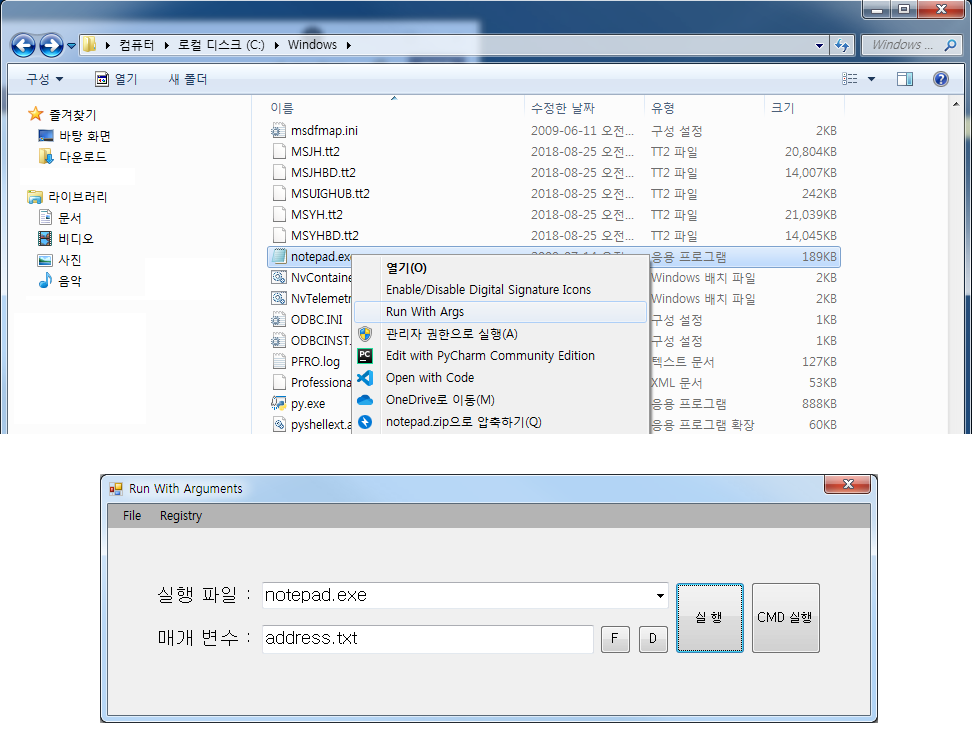 컴퓨터 로컬 디스크 (C:) Windows
Windows ...
구성 열기 새 폴더
즐겨찾기
바탕 화면
다운로드
라이브러리
문서
비디오
사진
음악
이름 수정한 날짜 유형 크기
msdfmap.ini 2009-06-11 오전... 구성 설정 2KB
MSJH.tt2 2018-08-25 오전... TT2 파일 20,804KB
MSJHBD.tt2 2018-08-25 오전... TT2 파일 14,007KB
MSUIGHUB.tt2 2018-08-25 오전... TT2 파일 242KB
MSYH.tt2 2018-08-25 오전... TT2 파일 21,039KB
MSYHBD.tt2 2018-08-25 오전... TT2 파일 14,045KB
notepad.exe 응용 프로그램 189KB
NvContaine Windows 배치 파일 2KB
NvTelemetr Windows 배치 파일 2KB
ODBC.INI 구성 설정 1KB
ODBCINST. 구성 설정 1KB
PFRO.log 텍스트 문서 127KB
Professiona XML 문서 53KB
py.exe 응용 프로그램 888KB
pyshellext.a 응용 프로그램 확장 60KB
열기(O)
Enable/Disable Digital Signature Icons
Run With Args
관리자 권한으로 실행(A)
PC Edit with PyCharm Community Edition
Open with Code
OneDrive로 이동(M)
notepad.zip으로 압축하기(Q)
Run With Arguments
File Registry
실행 파일 : notepad.exe
매개 변수 : address.txt F D
실 행 CMD 실행